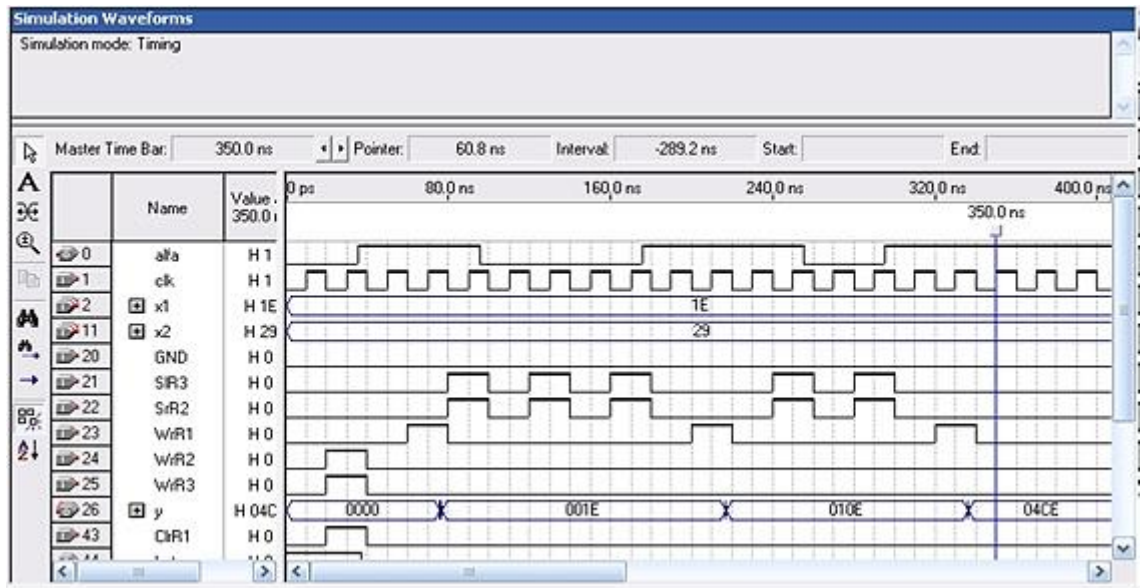 Simulation Waveforms
Simulation mode: Timing
Master Time Bar: 350.0 ns Pointer: 60.8 ns Interval: -289.2 ns Start: End:
A
Name
Value
350.0
0 ps 80.0 ns 160.0 ns 240.0 ns 320.0 ns 400.0 ns
350.0 ns
0 alfa H 1
1 clk H 1
2 x1 H 1E 1E
11 x2 H 29 29
20 GND H 0
21 SlR3 H 0
22 SrR2 H 0
23 WrR1 H 0
24 WrR2 H 0
25 WrR3 H 0
26 y H 04C 0000 001E 010E 04CE
43 ClrR1 H 0